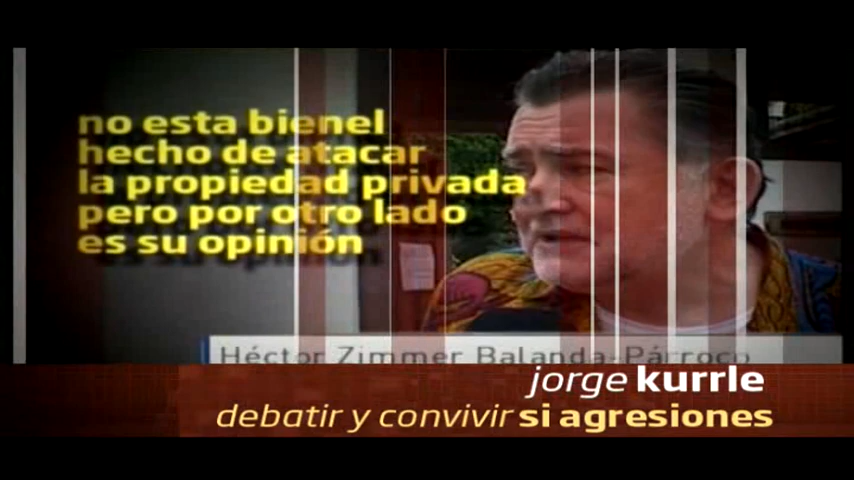 no esta bienel
hecho de atacar
la propiedad privada
pero por otro lado
es su opinión
Héctor Zimmer Balanda-Párroco
jorge kurrle
debatir y convivir si agresiones